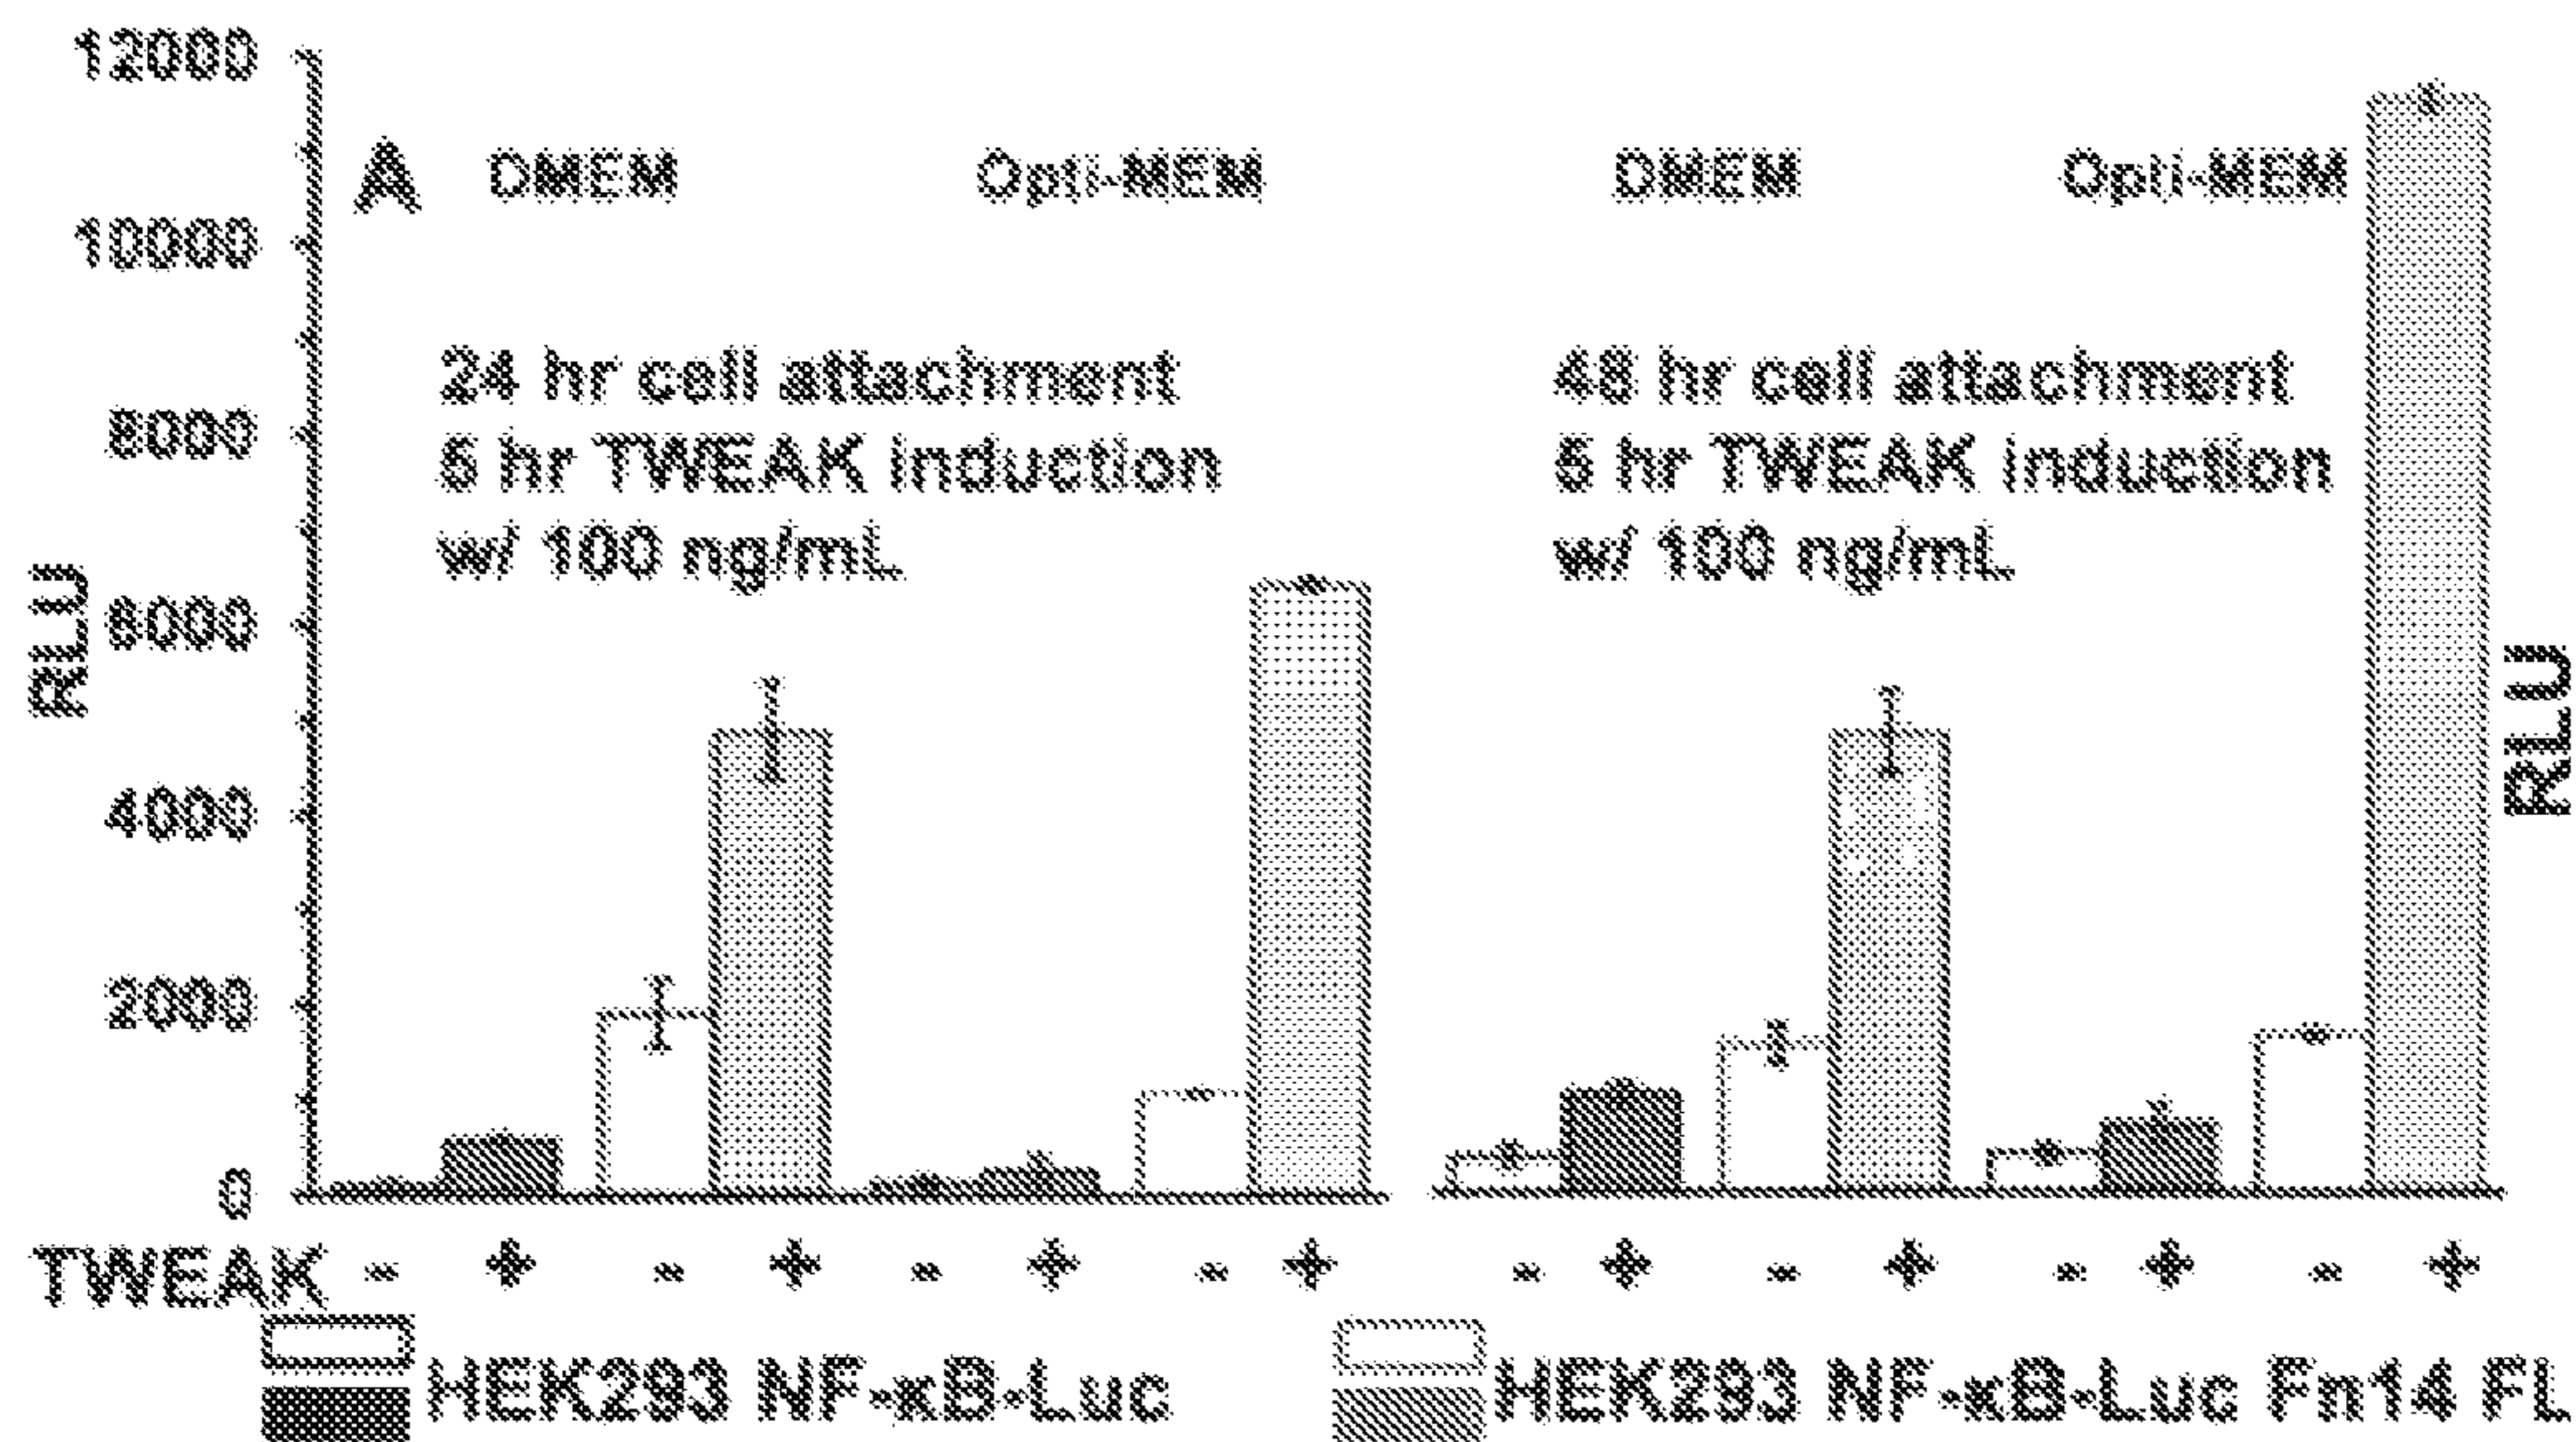 12000
A DMEM Opti-MEM DMEM Opti-MEM
10000
24 hr cell attachment 48 hr cell attachment
8000
hr TWEAK induction hr TWEAK induction
w/ 100 ng/mL w/ 100 ng/mL
6000
RLU RLU
4000
2000
0
TWEAK - + - + - + - + - + - + - + - +
HEK293 NF-κB-Luc HEK293 NF-κB-Luc Fn14 FL